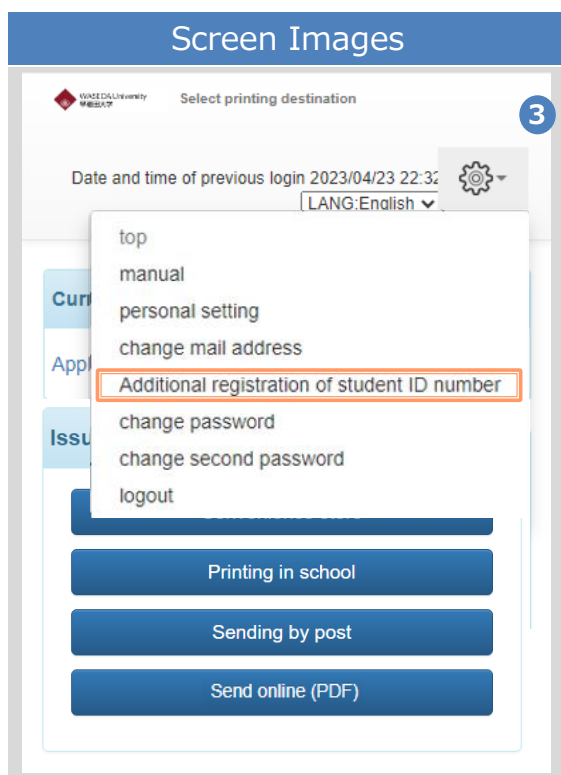 Screen Images
WASEDA University
早稲田大学
Select printing destination
3
Date and time of previous login 2023/04/23 22:32
LANG:English
top
manual
personal setting
change mail address
Additional registration of student ID number
change password
change second password
logout
Printing in school
Sending by post
Send online (PDF)